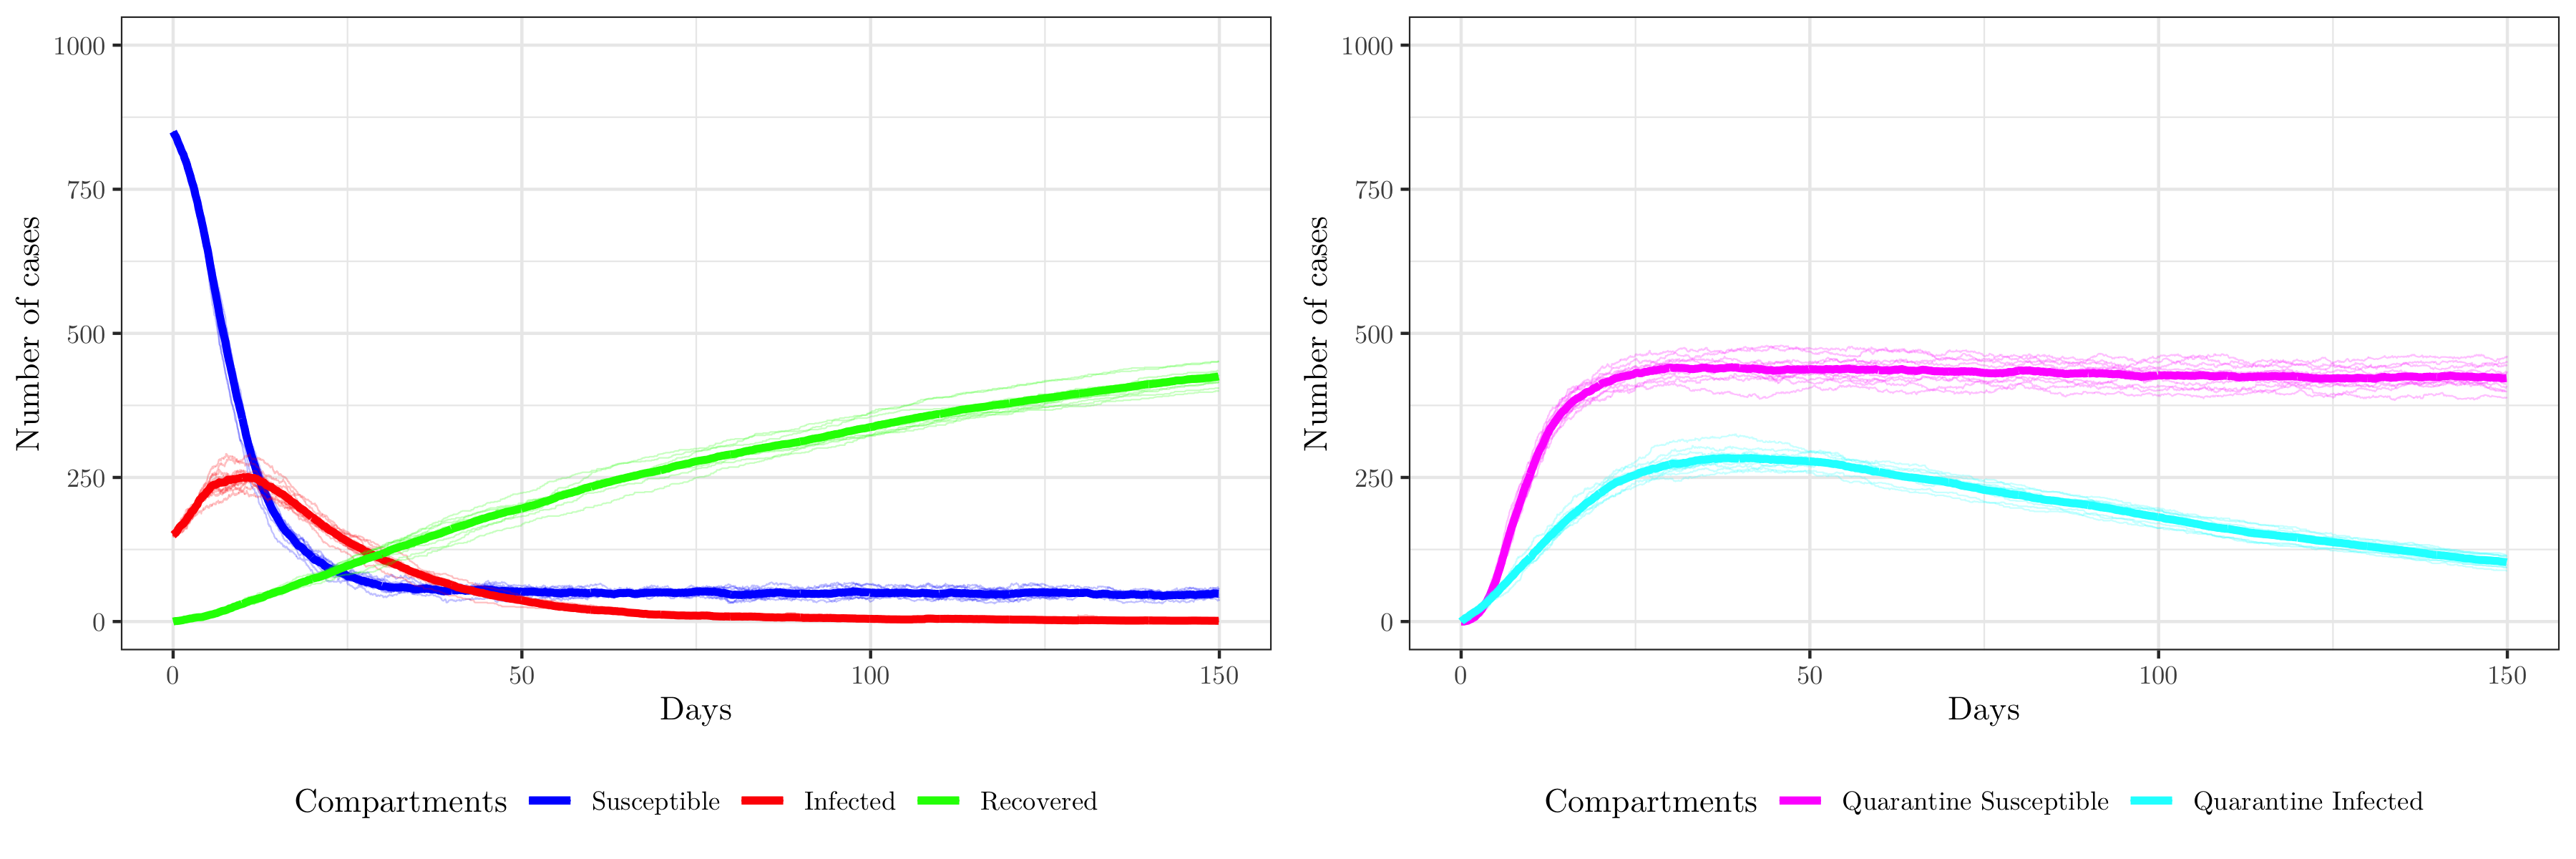 1000
750
500
250
0
Number of cases
0 50 100 150
Days
Compartments Susceptible Infected Recovered
1000
750
500
250
0
Number of cases
0 50 100 150
Days
Compartments Quarantine Susceptible Quarantine Infected